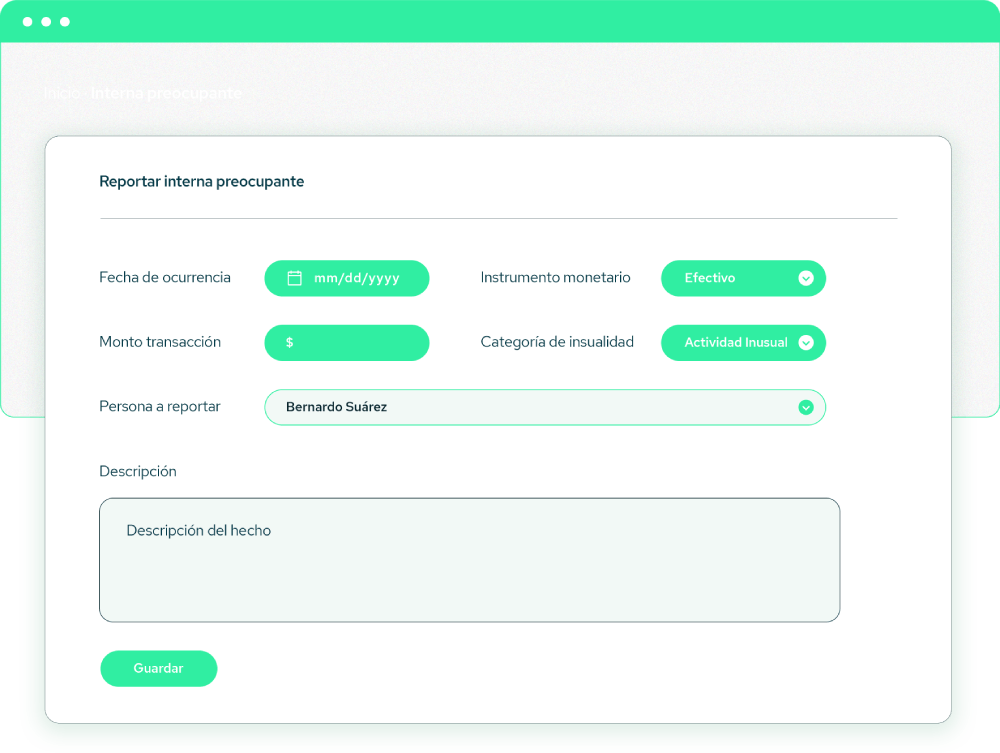 Inicio Interna preocupante
Reportar interna preocupante
Fecha de ocurrencia mm/dd/yyyy Instrumento monetario Efectivo
Monto transacción $ Categoría de insualidad Actividad Inusual
Persona a reportar Bernardo Suárez
Descripción
Descripción del hecho
Guardar